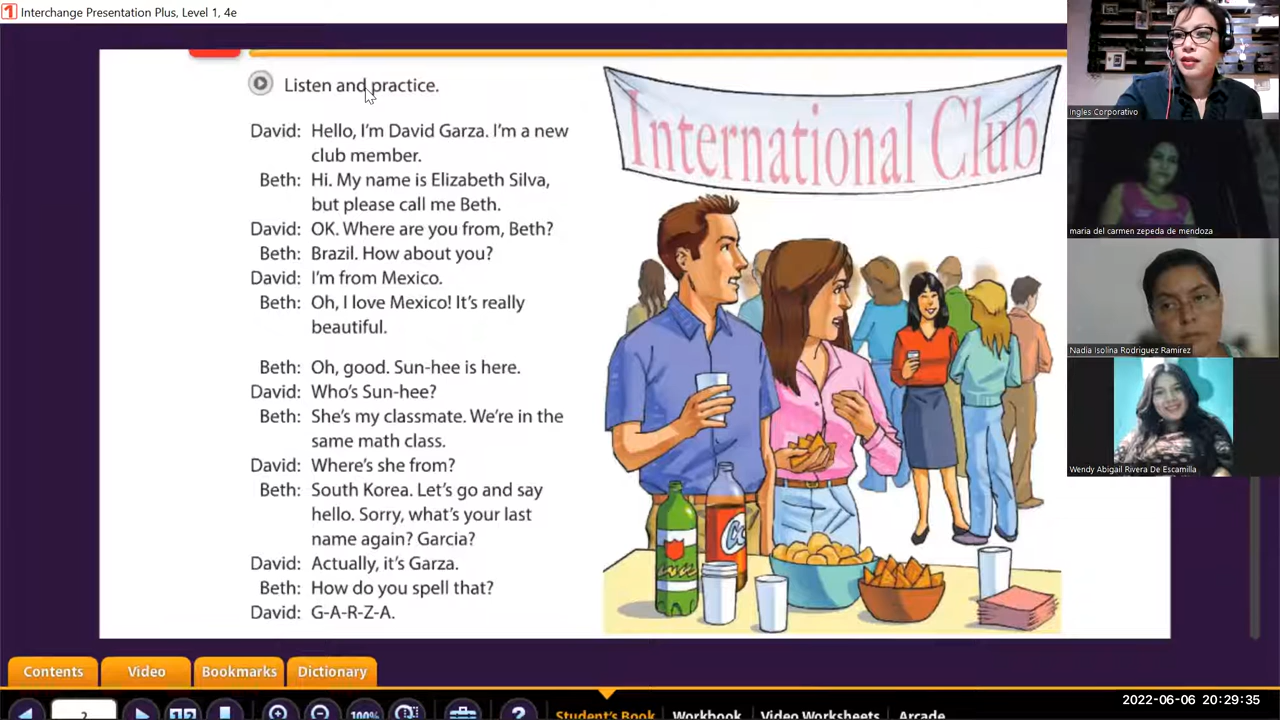 Interchange Presentation Plus, Level 1, 4e
Listen and practice.
David: Hello, I'm David Garza. I'm a new
club member.
Beth: Hi. My name is Elizabeth Silva,
but please call me Beth.
David: OK. Where are you from, Beth?
Beth: Brazil. How about you?
David: I'm from Mexico.
Beth: Oh, I love Mexico! It's really
beautiful.
Beth: Oh, good. Sun-hee is here.
David: Who's Sun-hee?
Beth: She's my classmate. We're in the
same math class.
David: Where's she from?
Beth: South Korea. Let's go and say
hello. Sorry, what's your last
name again? Garcia?
David: Actually, it's Garza.
Beth: How do you spell that?
David: G-A-R-Z-A.
International Club
Ingles Corporativo
maria del carmen zepeda de mendoza
Nadia Isolina Rodriguez Ramirez
Wendy Abigail Rivera De Escamilla
Contents Video Bookmarks Dictionary
2 100% ?
Student's Book Workbook Video Worksheets Arcade
2022-06-06 20:29:35